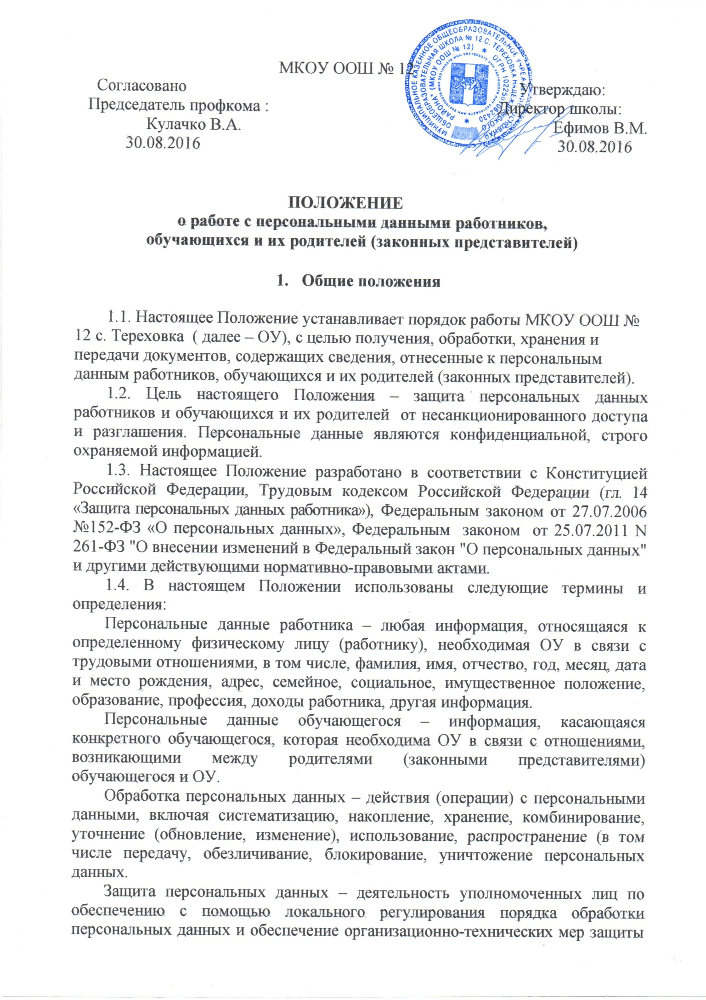 МКОУ ООШ № 12
Согласовано
Утверждаю:
Председатель профкома :
Директор школы:
Кулачко В.А.
Ефимов В.М.
30.08.2016
30.08.2016
МУНИЦИПАЛЬНОЕ КАЗЕННОЕ ОБЩЕОБРАЗОВАТЕЛЬНОЕ УЧРЕЖДЕНИЕ
ОБЩЕОБРАЗОВАТЕЛЬНАЯ ШКОЛА № 12 С. ТЕРЕХОВКА
РАЙОНА" (МКОУ ООШ № 12) * ОГРН 1022501062430 *
ПОЛОЖЕНИЕ
о работе с персональными данными работников,
обучающихся и их родителей (законных представителей)
1. Общие положения
1.1. Настоящее Положение устанавливает порядок работы МКОУ ООШ №
12 с. Тереховка ( далее – ОУ), с целью получения, обработки, хранения и
передачи документов, содержащих сведения, отнесенные к персональным
данным работников, обучающихся и их родителей (законных представителей).
1.2. Цель настоящего Положения – защита персональных данных
работников и обучающихся и их родителей от несанкционированного доступа
и разглашения. Персональные данные являются конфиденциальной, строго
охраняемой информацией.
1.3. Настоящее Положение разработано в соответствии с Конституцией
Российской Федерации, Трудовым кодексом Российской Федерации (гл. 14
«Защита персональных данных работника»), Федеральным законом от 27.07.2006
№152-ФЗ «О персональных данных», Федеральным законом от 25.07.2011 N
261-ФЗ "О внесении изменений в Федеральный закон "О персональных данных"
и другими действующими нормативно-правовыми актами.
1.4. В настоящем Положении использованы следующие термины и
определения:
Персональные данные работника – любая информация, относящаяся к
определенному физическому лицу (работнику), необходимая ОУ в связи с
трудовыми отношениями, в том числе, фамилия, имя, отчество, год, месяц, дата
и место рождения, адрес, семейное, социальное, имущественное положение,
образование, профессия, доходы работника, другая информация.
Персональные данные обучающегося – информация, касающаяся
конкретного обучающегося, которая необходима ОУ в связи с отношениями,
возникающими между родителями (законными представителями)
обучающегося и ОУ.
Обработка персональных данных – действия (операции) с персональными
данными, включая систематизацию, накопление, хранение, комбинирование,
уточнение (обновление, изменение), использование, распространение (в том
числе передачу, обезличивание, блокирование, уничтожение персональных
данных.
Защита персональных данных – деятельность уполномоченных лиц по
обеспечению с помощью локального регулирования порядка обработки
персональных данных и обеспечение организационно-технических мер защиты